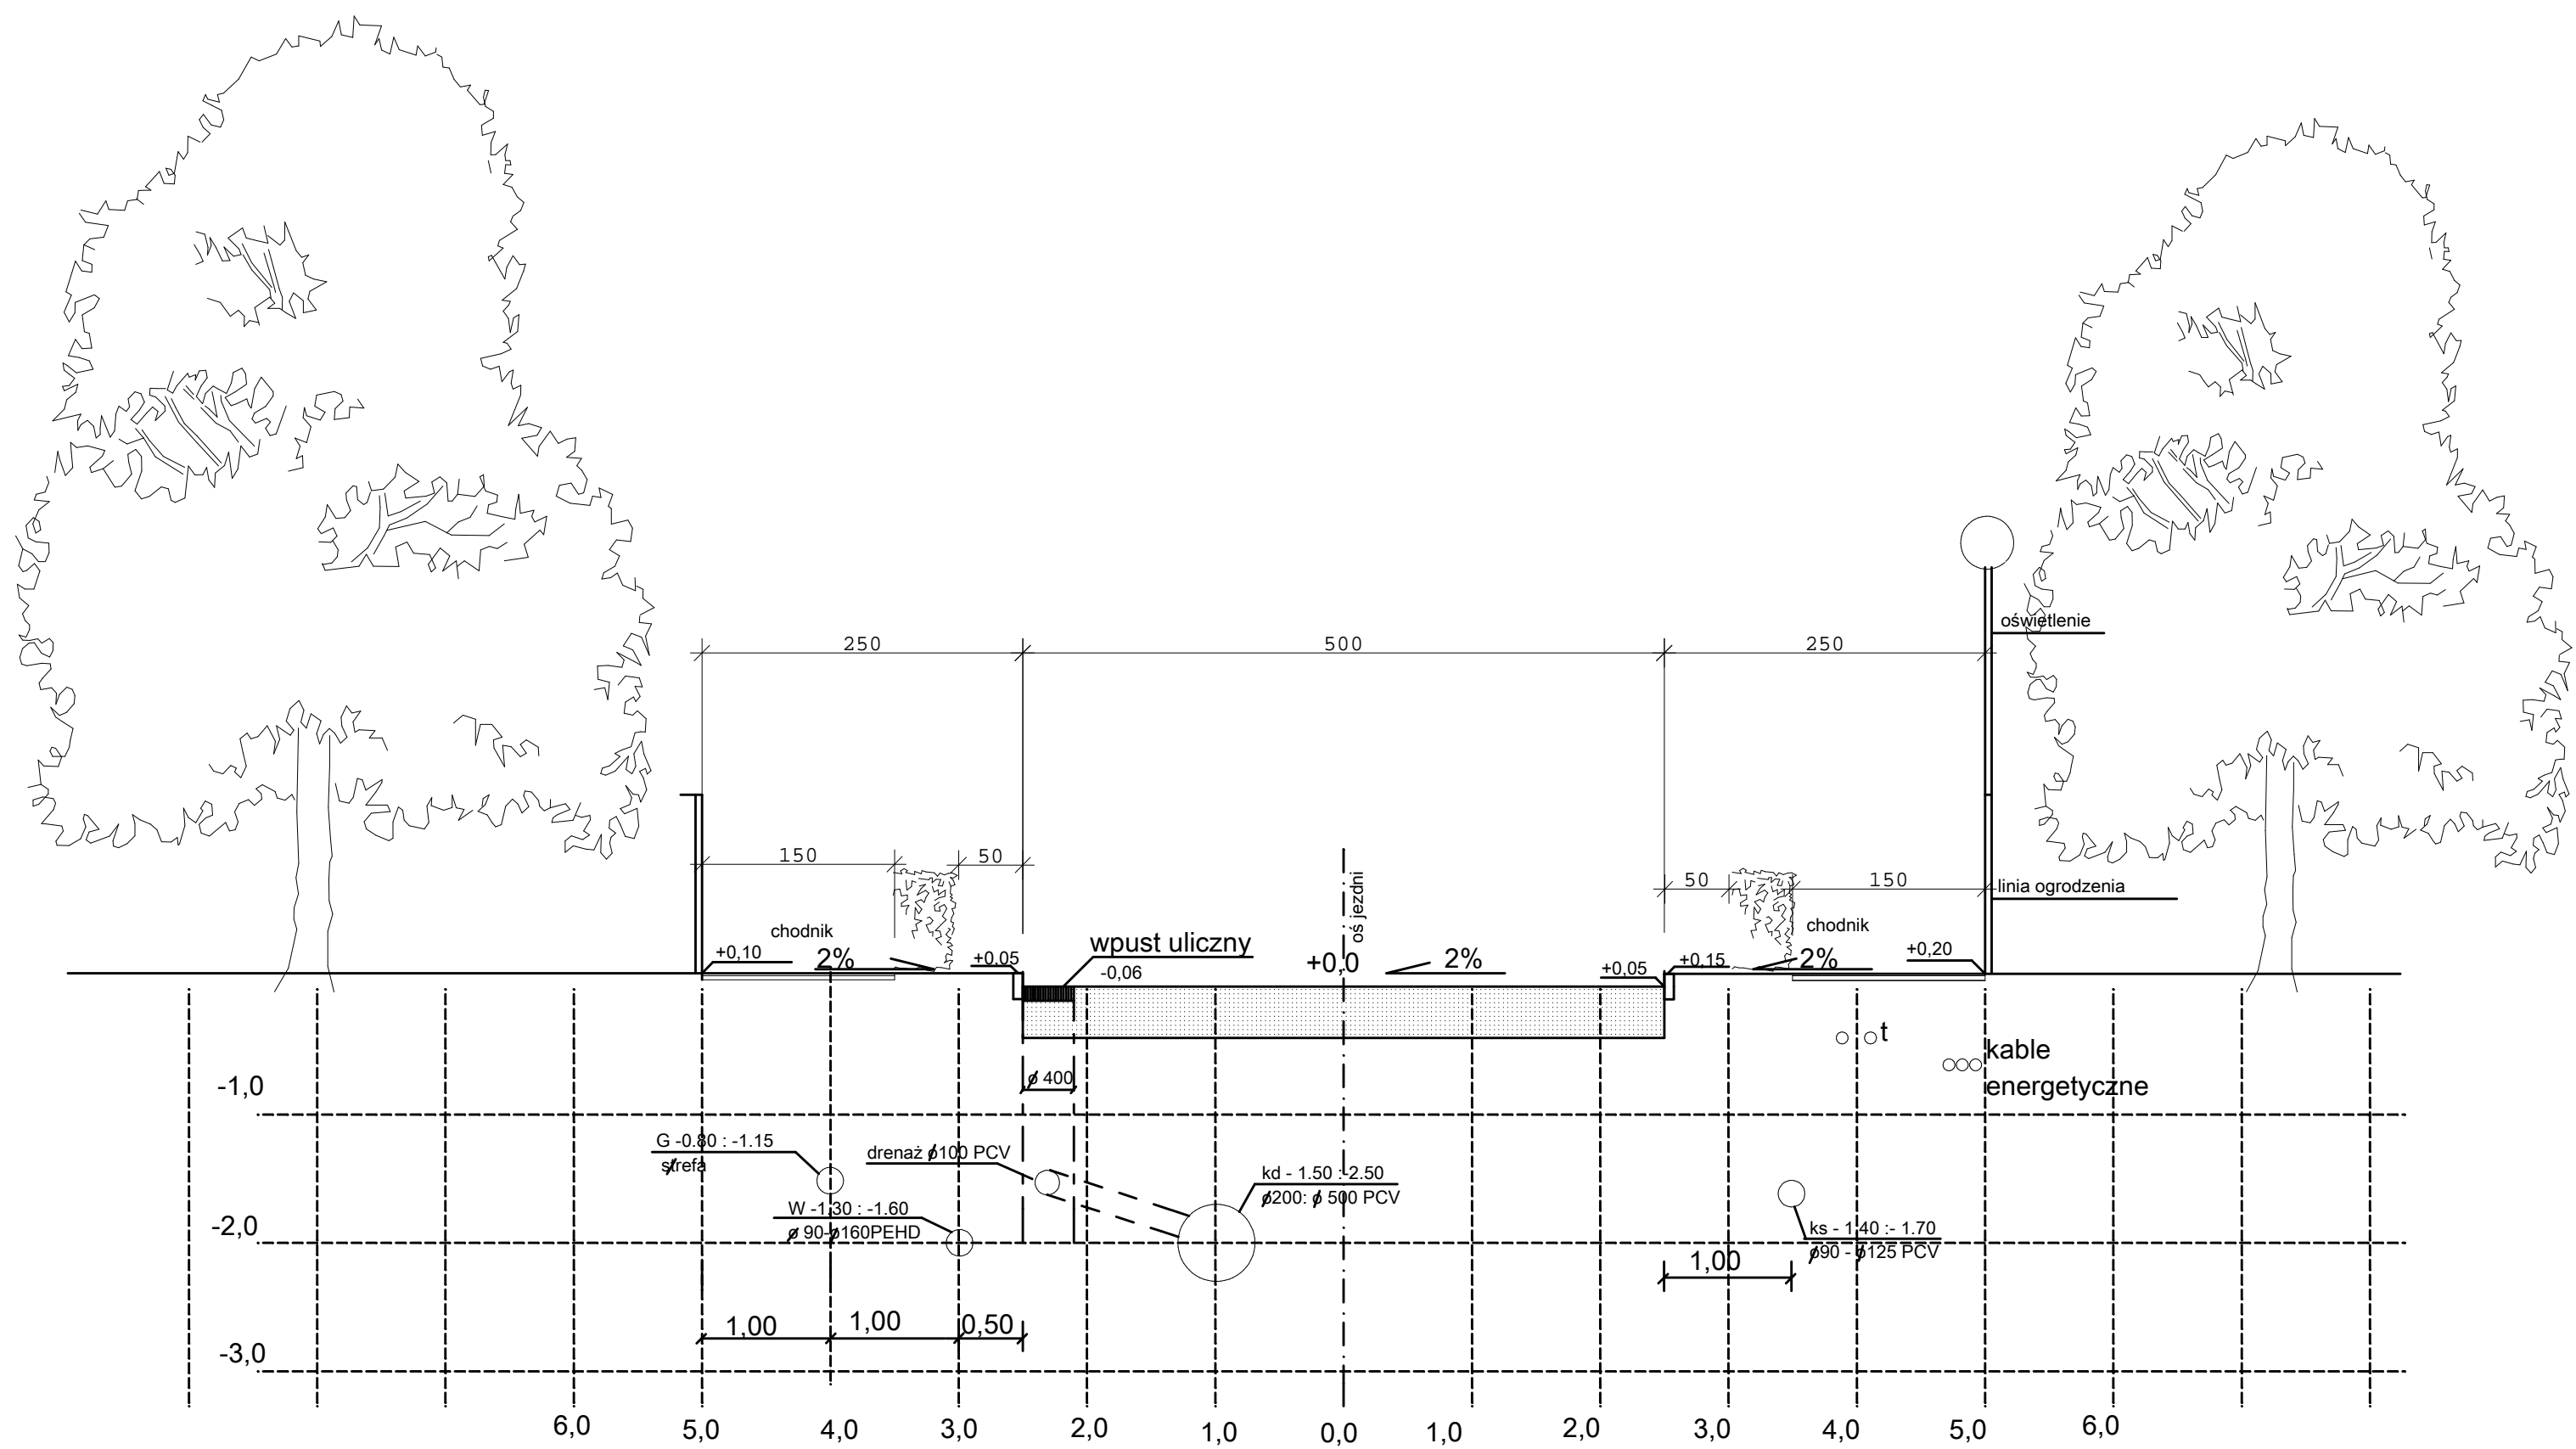 oświetlenie
250
500
250
150
50
50
150
linia ogrodzenia
oś jezdni
chodnik
chodnik
+0,10
2%
+0,05
wpust uliczny
-0,06
+0,0
2%
+0,05
+0,15
2%
+0,20
t
kable
energetyczne
ø 400
-1,0
G -0.80 : -1.15
strefa
drenaż ø100 PCV
kd - 1.50 :-2.50
ø200: ø 500 PCV
W -1.30 : -1.60
ø 90-ø160PEHD
ks - 1.40 :- 1.70
ø90 - ø125 PCV
-2,0
1,00
1,00
1,00
0,50
-3,0
6,0
5,0
4,0
3,0
2,0
1,0
0,0
1,0
2,0
3,0
4,0
5,0
6,0